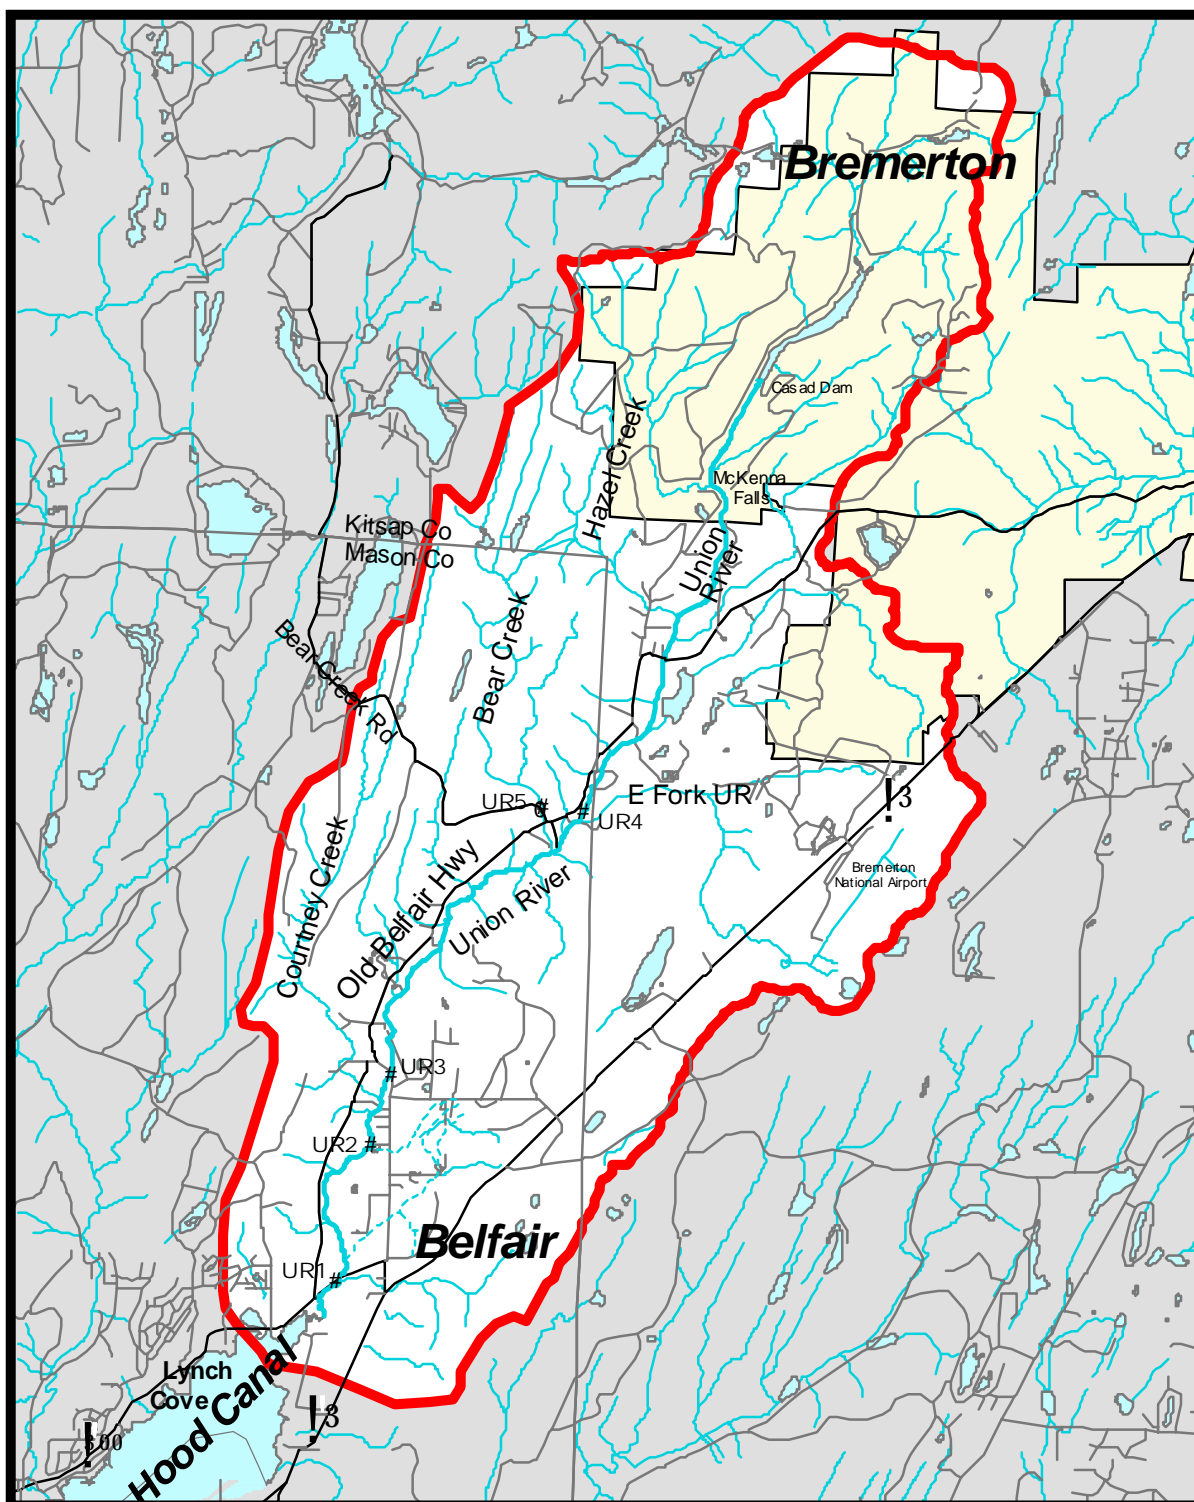 Bremerton
Casad Dam
Hazel Creek
McKenna
Falls
Kitsap Co
Mason Co
Union
River
Bear Creek
Bear Creek Rd
UR5 #
#
UR4
E Fork UR
3
Bremerton
National Airport
Courtney Creek
Old Belfair Hwy
Union River
# UR3
UR2 #
Belfair
UR1 #
Lynch
Cove
Hood Canal
3